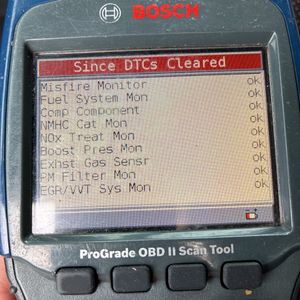 BOSCH
Since DTCs Cleared
Misfire Monitor ok
Fuel System Mon ok
Comp Component ok
NMHC Cat Mon ok
NOx Treat Mon ok
Boost Pres Mon ok
Exhst Gas Sensr ok
PM Filter Mon ok
EGR/VVT Sys Mon ok
ProGrade OBD II Scan Tool